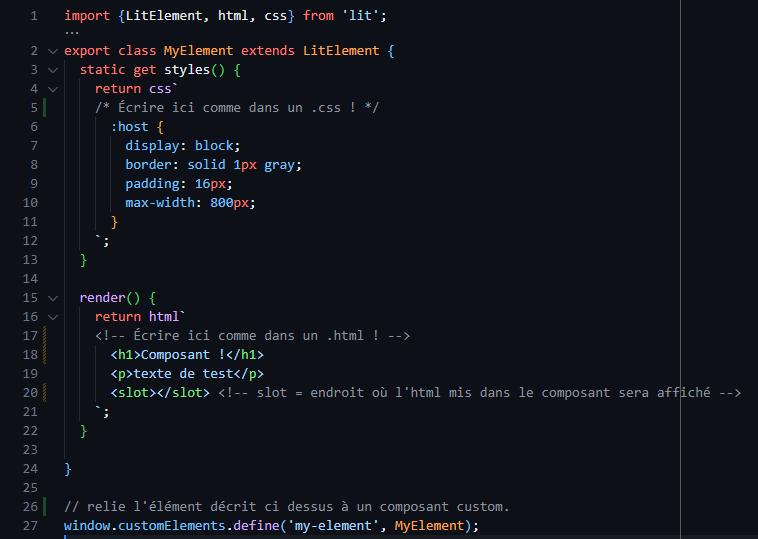 1 import {LitElement, html, css} from 'lit';
...
2 export class MyElement extends LitElement {
3 static get styles() {
4 return css`
5 /* Écrire ici comme dans un .css ! */
6 :host {
7 display: block;
8 border: solid 1px gray;
9 padding: 16px;
10 max-width: 800px;
11 }
12 `;
13 }
14
15 render() {
16 return html`
17 <!-- Écrire ici comme dans un .html ! -->
18 <h1>Composant !</h1>
19 <p>texte de test</p>
20 <slot></slot> <!-- slot = endroit où l'html mis dans le composant sera affiché -->
21 `;
22 }
23
24 }
25
26 // relie l'élément décrit ci dessus à un composant custom.
27 window.customElements.define('my-element', MyElement);